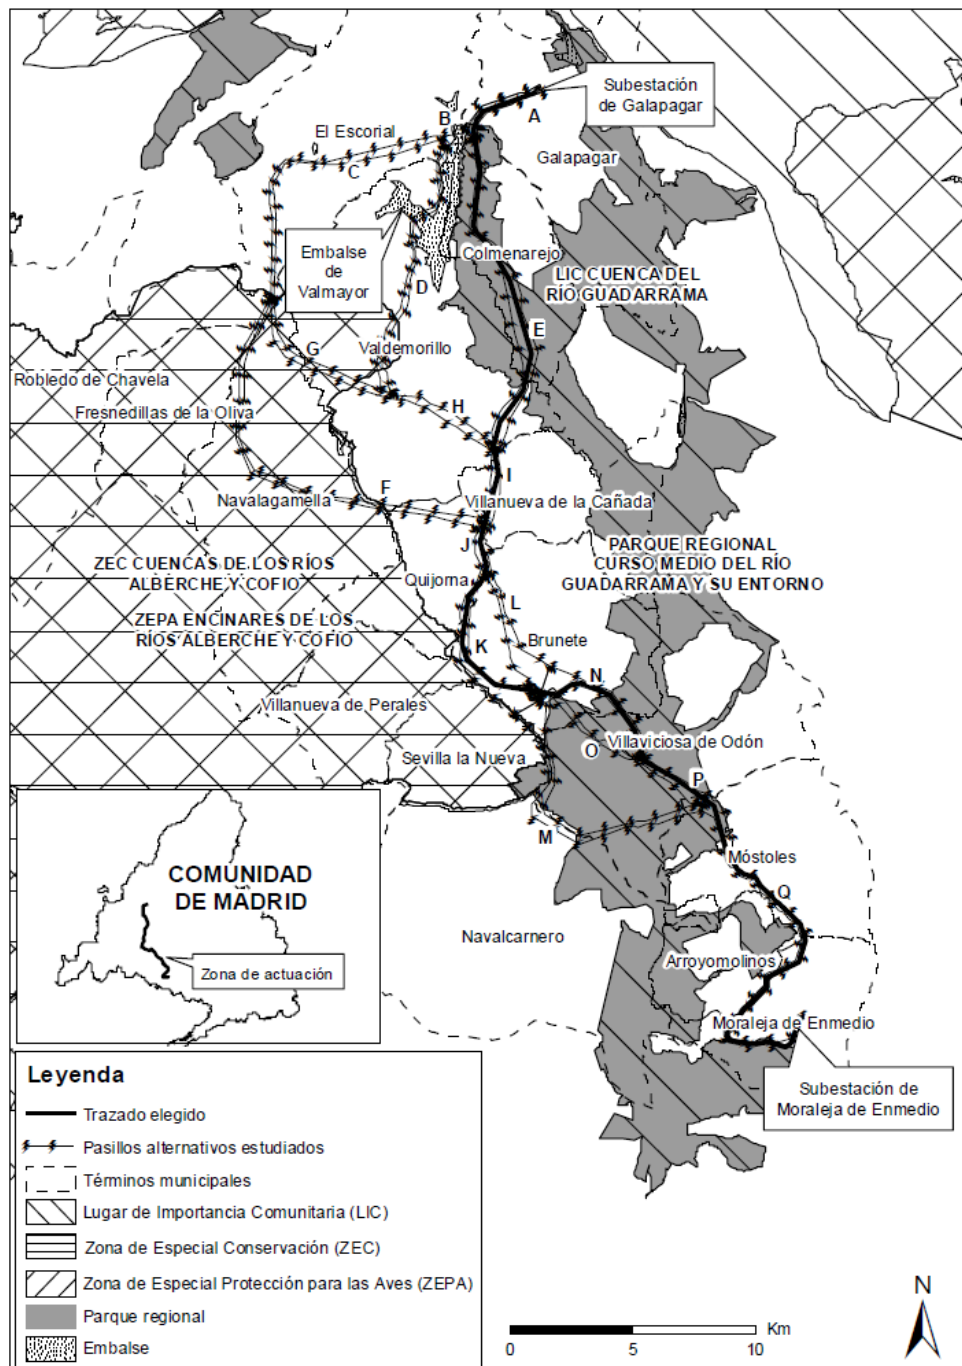 Subestación
de Galapagar
A
B
El Escorial
Galapagar
C
Embalse
de
Valmayor
Colmenarejo
LIC CUENCA DEL
RÍO GUADARRAMA
D
E
G
Valdemorillo
Robledo de Chavela
H
Fresnedillas de la Oliva
I
F
Navalagamella
Villanueva de la Cañada
J
PARQUE REGIONAL
CURSO MEDIO DEL RÍO
GUADARRAMA Y SU ENTORNO
ZEC CUENCAS DE LOS RÍOS
ALBERCHE Y COFIO
Quijorna
L
ZEPA ENCINARES DE LOS
RÍOS ALBERCHE Y COFIO
K
Brunete
N
Villanueva de Perales
Villaviciosa de Odón
O
Sevilla la Nueva
P
M
Móstoles
COMUNIDAD
DE MADRID
Q
Navalcarnero
Arroyomolinos
Zona de actuación
Moraleja de Enmedio
Subestación de
Moraleja de Enmedio
Leyenda
Trazado elegido
Pasillos alternativos estudiados
Términos municipales
Lugar de Importancia Comunitaria (LIC)
Zona de Especial Conservación (ZEC)
Zona de Especial Protección para las Aves (ZEPA)
Parque regional
Embalse
N
Km
0 5 10